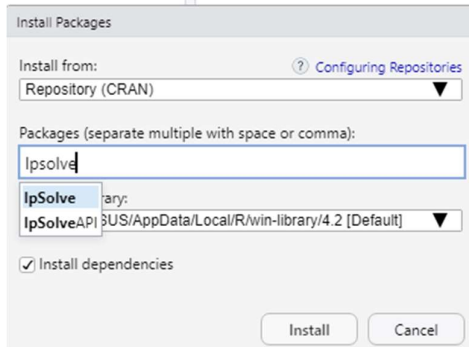 Install Packages
Install from:
? Configuring Repositories
Repository (CRAN)
Packages (separate multiple with space or comma):
lpsolve
lpSolve
lpSolveAPI
rary:
SUS/AppData/Local/R/win-library/4.2 [Default]
Install dependencies
Install
Cancel